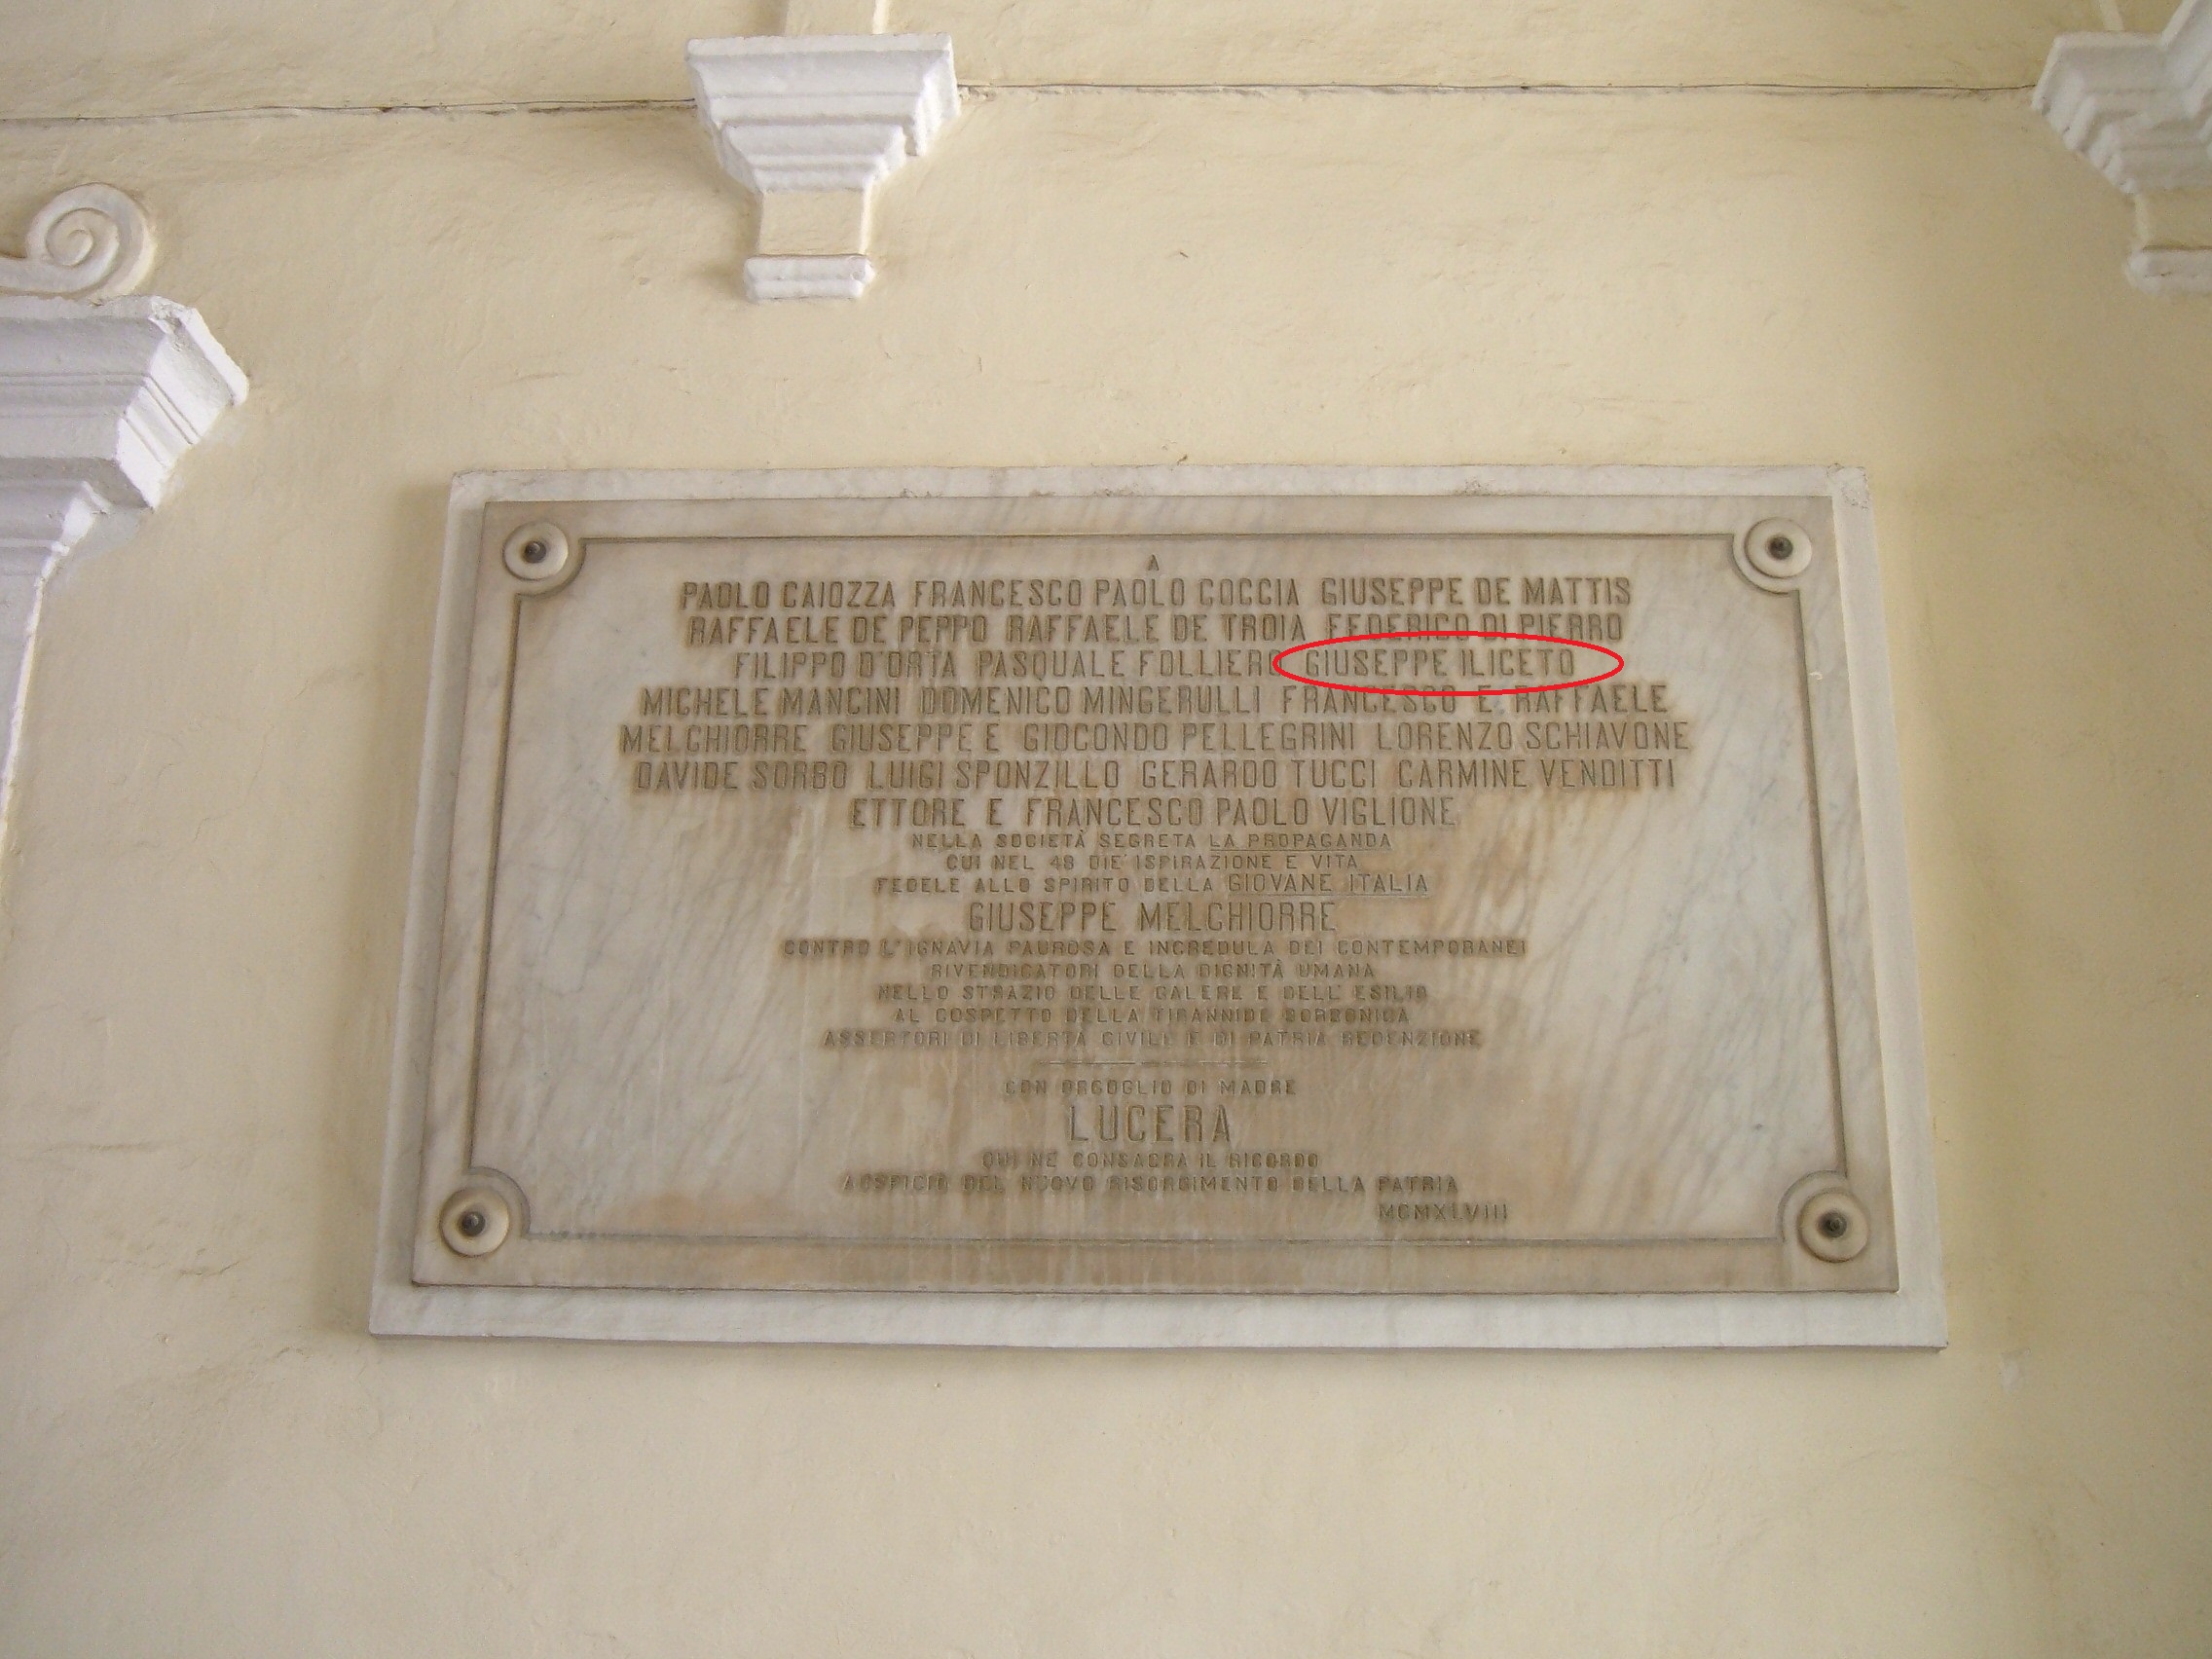 A
PAOLO CAIOZZA FRANCESCO PAOLO COCCIA GIUSEPPE DE MATTIS
RAFFAELE DE PEPPO RAFFAELE DE TROIA FEDERICO DI PIERRO
FILIPPO D'ORTA PASQUALE FOLLIERO GIUSEPPE ILICETO
MICHELE MANCINI DOMENICO MINGERULLI FRANCESCO E RAFFAELE
MELCHIORRE GIUSEPPE E GIOCONDO PELLEGRINI LORENZO SCHIAVONE
DAVIDE SORBO LUIGI SPONZILLO GERARDO TUCCI CARMINE VENDITTI
ETTORE E FRANCESCO PAOLO VIGLIONE
NELLA SOCIETÀ SEGRETA LA PROPAGANDA
CUI NEL 48 DIE' ISPIRAZIONE E VITA
FEDELE ALLO SPIRITO DELLA GIOVANE ITALIA
GIUSEPPE MELCHIORRE
CONTRO L'IGNAVIA PAUROSA E INCREDULA DEI CONTEMPORANEI
RIVENDICATORI DELLA DIGNITÀ UMANA
NELLO STRAZIO DELLE GALERE E DELL'ESILIO
AL COSPETTO DELLA TIRANNIDE BORBONICA
ASSERTORI DI LIBERTÀ CIVILE E DI PATRIA REDENZIONE
CON ORGOGLIO DI MADRE
LUCERA
QUI NE CONSACRA IL RICORDO
AUSPICIO DEL NUOVO RISORGIMENTO DELLA PATRIA
MCMXLVIII